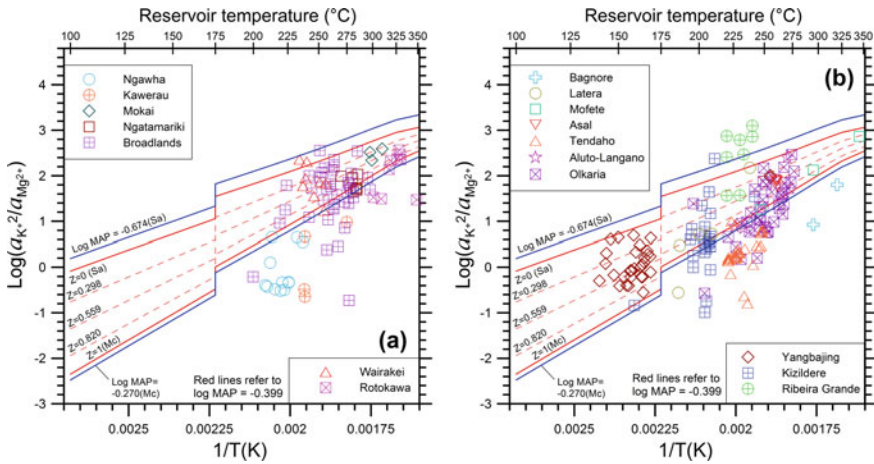 Reservoir temperature (°C)
100 125 150 175 200 225 250 275 300 325 350
4
3
2
1
0
-1
-2
-3
Log(aK+2/aMg2+)
Ngawha
Kawerau
Mokai
Ngatamariki
Broadlands
Log MAP = -0.674(Sa)
Z=0 (Sa)
Z=0.298
Z=0.559
Z=0.820
Z=1(Mc)
(a)
Log MAP=
-0.270(Mc)
Red lines refer to
log MAP = -0.399
Wairakei
Rotokawa
0.0025 0.00225 0.002 0.00175
1/T(K)
Reservoir temperature (°C)
100 125 150 175 200 225 250 275 300 325 350
4
3
2
1
0
-1
-2
-3
Log(aK+2/aMg2+)
(b)
Bagnore
Latera
Mofete
Asal
Tendaho
Aluto-Langano
Olkaria
Log MAP = -0.674(Sa)
Z=0 (Sa)
Z=0.298
Z=0.559
Z=0.820
Z=1(Mc)
Log MAP=
-0.270(Mc)
Red lines refer to
log MAP = -0.399
Yangbajing
Kizildere
Ribeira Grande
0.0025 0.00225 0.002 0.00175
1/T(K)